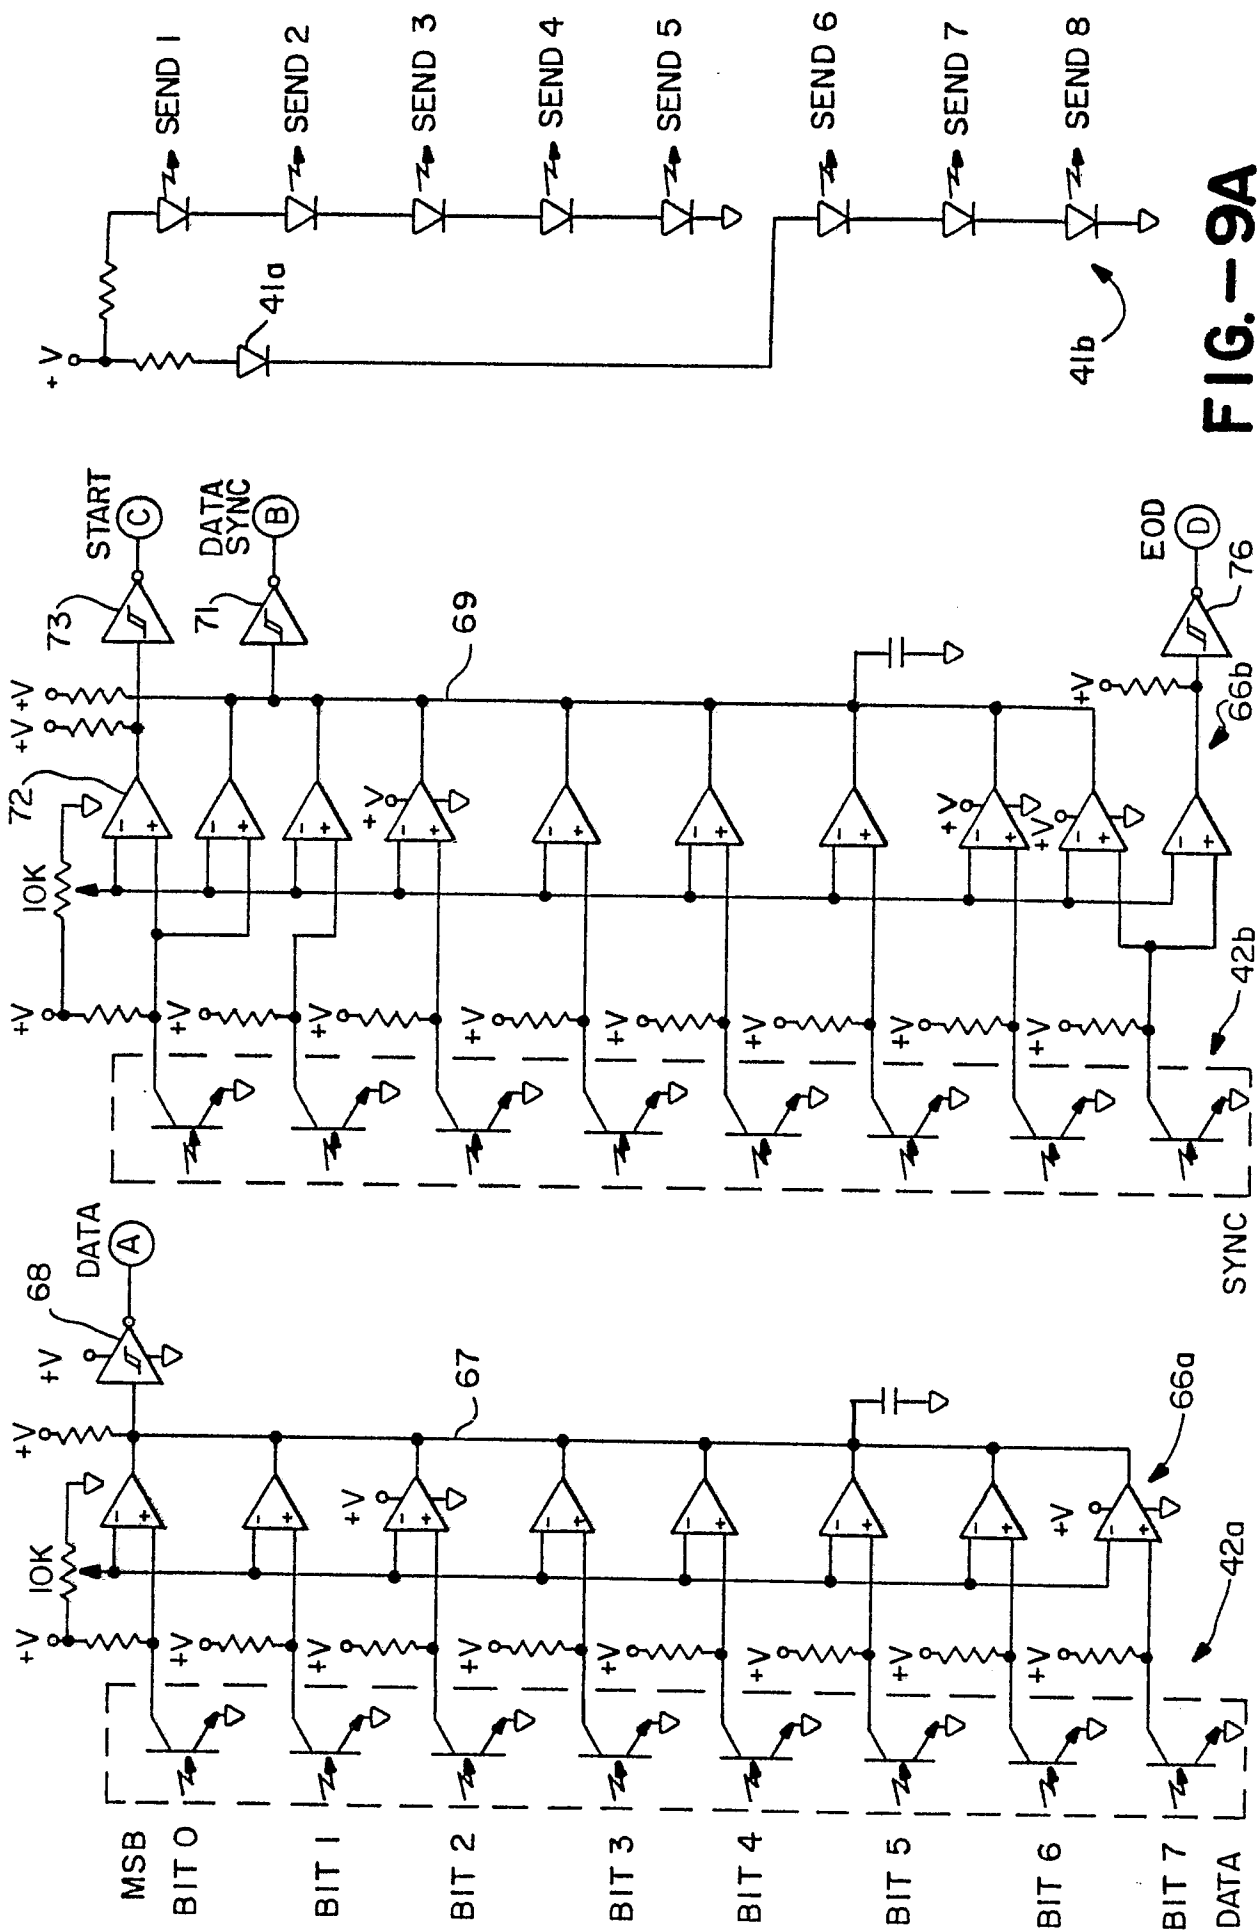 MSB
BIT 0
BIT 1
BIT 2
BIT 3
BIT 4
BIT 5
BIT 6
BIT 7
DATA
+V
+V
+V
+V
+V
+V
+V
+V
42a
10K
+V
+V
+V
66a
67
+V
68
DATA
A
SYNC
+V
+V
+V
+V
+V
+V
+V
+V
42b
10K
72
+V
+V
+V
+V
+V
+V
66b
69
73
71
76
START
C
DATA
SYNC
B
EOD
D
+V
41a
41b
SEND 1
SEND 2
SEND 3
SEND 4
SEND 5
SEND 6
SEND 7
SEND 8
FIG.-9A